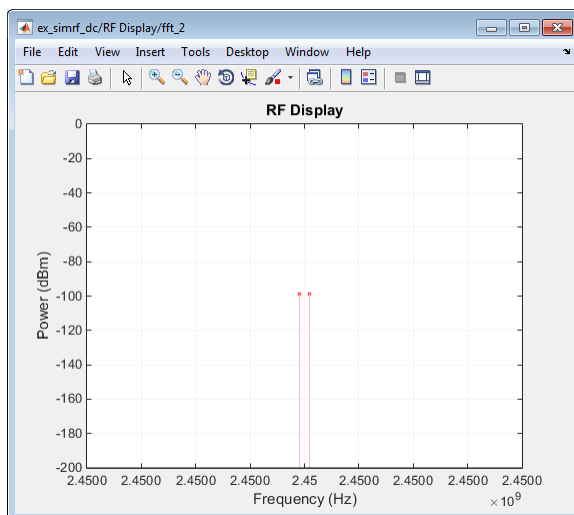 ex_simrf_dc/RF Display/fft_2
File Edit View Insert Tools Desktop Window Help
RF Display
0
-20
-40
-60
-80
-100
-120
-140
-160
-180
-200
Power (dBm)
2.4500 2.4500 2.4500 2.4500 2.45 2.4500 2.4500 2.4500 2.4500
Frequency (Hz)
×10⁹